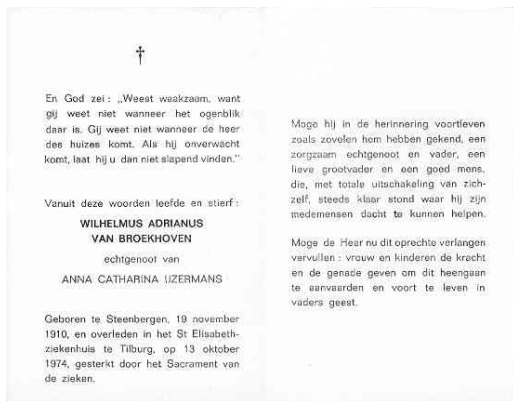 En God zei: „Weest waakzaam, want
gij weet niet wanneer het ogenblik
daar is. Gij weet niet wanneer de heer
des huizes komt. Als hij onverwacht
komt, laat hij u dan niet slapend vinden.”
Vanuit deze woorden leefde en stierf:
WILHELMUS ADRIANUS
VAN BROEKHOVEN
echtgenoot van
ANNA CATHARINA IJZERMANS
Geboren te Steenbergen, 19 november
1910, en overleden in het St Elisabeth-
ziekenhuis te Tilburg, op 13 oktober
1974, gesterkt door het Sacrament van
de zieken.
Moge hij in de herinnering voortleven
zoals zovelen hem hebben gekend, een
zorgzaam echtgenoot en vader, een
lieve grootvader en een goed mens,
die, met totale uitschakeling van zich-
zelf, steeds klaar stond waar hij zijn
medemensen dacht te kunnen helpen.
Moge de Heer nu dit oprechte verlangen
vervullen: vrouw en kinderen de kracht
en de genade geven om dit heengaan
te aanvaarden en voort te leven in
vaders geest.